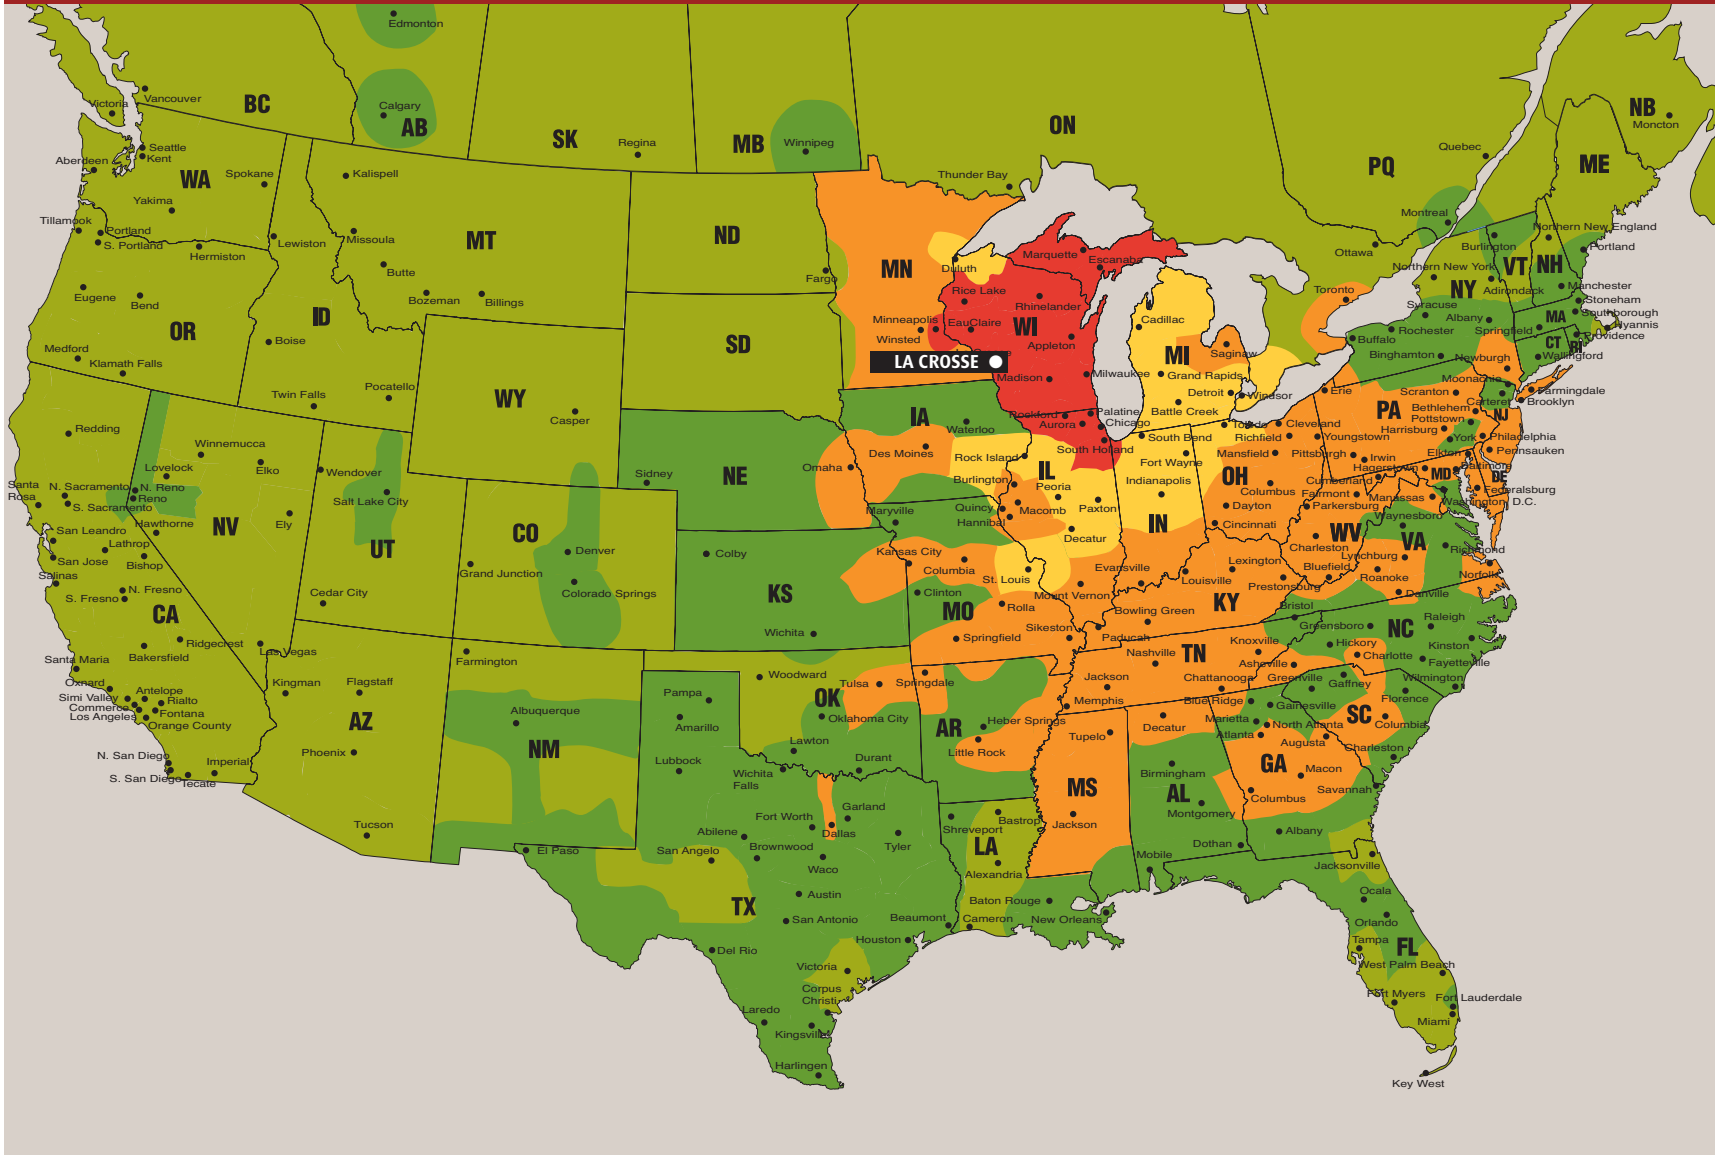 Edmonton
Calgary
AB
Vancouver
Victoria
BC
SK
Regina
MB
Winnipeg
ON
Thunder Bay
PQ
Quebec
Montreal
Ottawa
NB
Moncton
ME
Toronto
Seattle
Kent
Aberdeen
WA
Spokane
Yakima
Tillamook
Portland
S. Portland
Hermiston
Lewiston
Eugene
Bend
OR
Medford
Klamath Falls
Kalispell
Missoula
MT
Butte
Bozeman
Billings
ID
Boise
Twin Falls
Pocatello
WY
Casper
ND
Fargo
SD
MN
Duluth
Minneapolis
Winsted
Marquette
Escanaba
Rice Lake
Rhinelander
EauClaire
WI
Appleton
LA CROSSE
Madison
Milwaukee
Rockford
Palatine
Aurora
Chicago
South Holland
Cadillac
MI
Saginaw
Grand Rapids
Detroit
Windsor
Battle Creek
Northern New England
Burlington
Portland
VT
NH
Northern New York
NY
Adirondack
Manchester
Stoneham
Syracuse
Albany
MA
Southborough
Hyannis
Rochester
Springfield
Providence
Buffalo
CT
RI
Binghamton
Newburgh
Wallingford
Moonachie
Erie
Scranton
Farmingdale
Carteret
Brooklyn
PA
Bethlehem
NJ
Pottstown
Harrisburg
York
Philadelphia
Pennsauken
Elkton
Baltimore
Pittsburgh
Irwin
Hagerstown
MD
DE
Cumberland
Federalsburg
Fairmont
Manassas
Washington, D.C.
Parkersburg
Toledo
Cleveland
Richfield
Youngstown
Mansfield
OH
Columbus
Dayton
Cincinnati
South Bend
Fort Wayne
Indianapolis
IN
Evansville
Rock Island
IL
Burlington
Peoria
Quincy
Macomb
Paxton
Hannibal
Decatur
St. Louis
Mount Vernon
IA
Waterloo
Des Moines
Omaha
Sidney
NE
Maryville
Kansas City
Columbia
Clinton
MO
Rolla
Springfield
Sikeston
Colby
KS
Wichita
CO
Denver
Grand Junction
Colorado Springs
Winnemucca
Lovelock
Elko
N. Reno
Reno
NV
Ely
Hawthorne
Las Vegas
Wendover
Salt Lake City
UT
Cedar City
Redding
Santa
Rosa
N. Sacramento
S. Sacramento
San Leandro
Lathrop
San Jose
Bishop
Salinas
N. Fresno
S. Fresno
CA
Ridgecrest
Bakersfield
Santa Maria
Oxnard
Antelope
Simi Valley
Rialto
Commerce
Fontana
Los Angeles
Orange County
N. San Diego
Imperial
S. San Diego
Tecate
Kingman
Flagstaff
AZ
Phoenix
Tucson
Farmington
Albuquerque
NM
El Paso
Pampa
Amarillo
Lubbock
Woodward
OK
Tulsa
Oklahoma City
Lawton
Durant
Wichita
Falls
Garland
Fort Worth
Dallas
Abilene
Brownwood
Tyler
San Angelo
Waco
TX
Austin
San Antonio
Beaumont
Houston
Del Rio
Victoria
Corpus
Christi
Laredo
Kingsville
Harlingen
Springdale
AR
Heber Springs
Little Rock
Shreveport
Bastrop
LA
Alexandria
Baton Rouge
Cameron
New Orleans
Tupelo
MS
Jackson
Lexington
Louisville
Prestonsburg
KY
Bowling Green
Paducah
Nashville
TN
Knoxville
Jackson
Chattanooga
Memphis
Decatur
Birmingham
AL
Montgomery
Dothan
Mobile
WV
Charleston
Bluefield
Waynesboro
VA
Richmond
Lynchburg
Roanoke
Norfolk
Danville
Bristol
Greensboro
NC
Raleigh
Hickory
Kinston
Charlotte
Fayetteville
Asheville
Wilmington
Greenville
Gaffney
Florence
SC
Columbia
Charleston
Blue Ridge
Gainesville
Marietta
North Atlanta
Atlanta
Augusta
GA
Macon
Columbus
Savannah
Albany
Jacksonville
Ocala
Orlando
Tampa
FL
West Palm Beach
Fort Myers
Fort Lauderdale
Miami
Key West